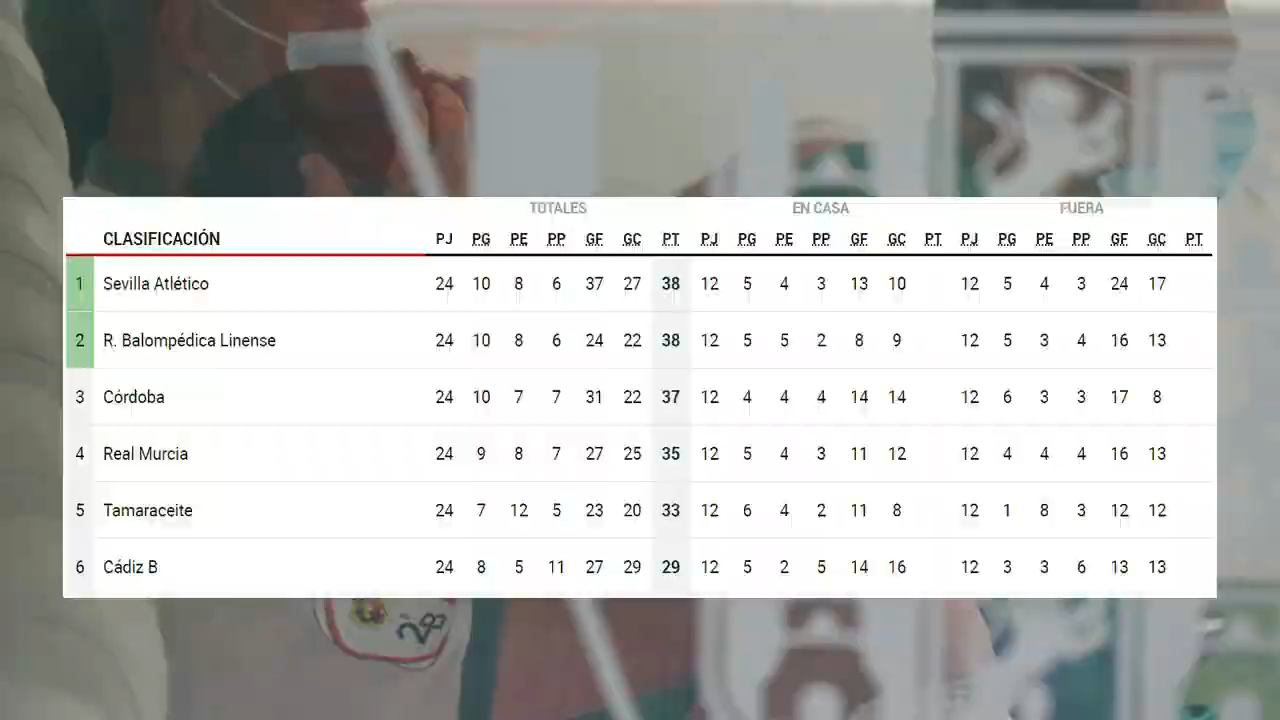 TOTALES EN CASA FUERA
CLASIFICACIÓN PJ PG PE PP GF GC PT PJ PG PE PP GF GC PT PJ PG PE PP GF GC PT
1 Sevilla Atlético 24 10 8 6 37 27 38 12 5 4 3 13 10 12 5 4 3 24 17
2 R. Balompédica Linense 24 10 8 6 24 22 38 12 5 5 2 8 9 12 5 3 4 16 13
3 Córdoba 24 10 7 7 31 22 37 12 4 4 4 14 14 12 6 3 3 17 8
4 Real Murcia 24 9 8 7 27 25 35 12 5 4 3 11 12 12 4 4 4 16 13
5 Tamaraceite 24 7 12 5 23 20 33 12 6 4 2 11 8 12 1 8 3 12 12
6 Cádiz B 24 8 5 11 27 29 29 12 5 2 5 14 16 12 3 3 6 13 13
2B